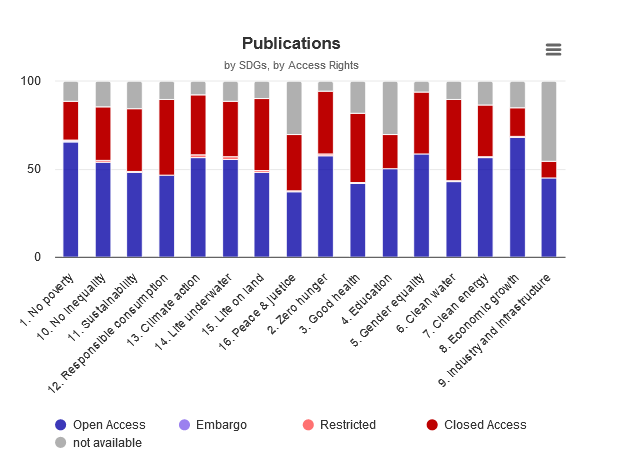 Publications
by SDGs, by Access Rights
100
50
0
1. No poverty
10. No inequality
11. Sustainability
12. Responsible consumption
13. Climate action
14. Life underwater
15. Life on land
16. Peace & justice
2. Zero hunger
3. Good health
4. Education
5. Gender equality
6. Clean water
7. Clean energy
8. Economic growth
9. Industry and infrastructure
Open Access
Embargo
Restricted
Closed Access
not available